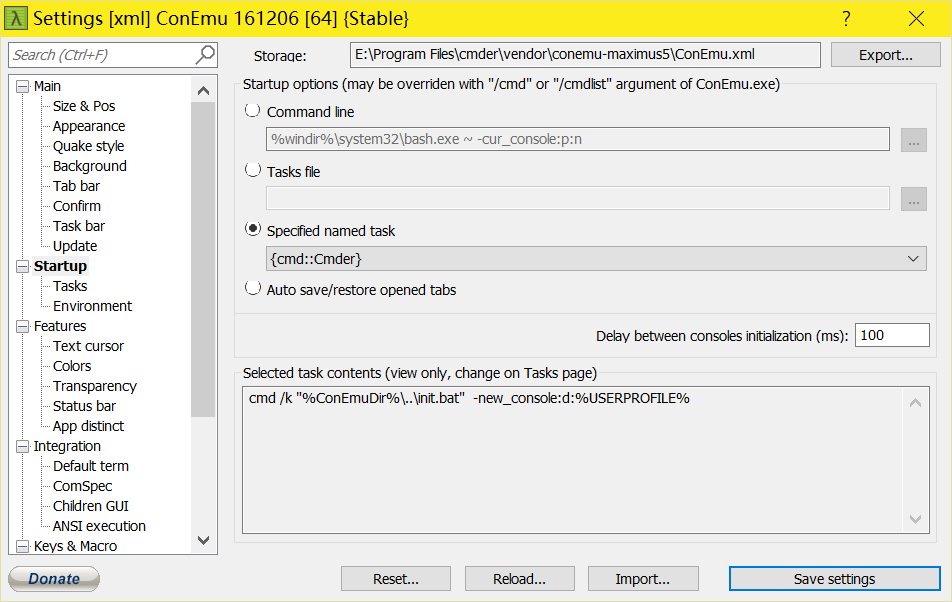 λ Settings [xml] ConEmu 161206 [64] {Stable} ?
Search (Ctrl+F)
Storage: E:\Program Files\cmder\vendor\conemu-maximus5\ConEmu.xml Export...
Main
Size & Pos
Appearance
Quake style
Background
Tab bar
Confirm
Task bar
Update
Startup
Tasks
Environment
Features
Text cursor
Colors
Transparency
Status bar
App distinct
Integration
Default term
ComSpec
Children GUI
ANSI execution
Keys & Macro
Startup options (may be overriden with "/cmd" or "/cmdlist" argument of ConEmu.exe)
Command line
%windir%\system32\bash.exe ~ -cur_console:p:n ...
Tasks file
...
Specified named task
{cmd::Cmder}
Auto save/restore opened tabs
Delay between consoles initialization (ms): 100
Selected task contents (view only, change on Tasks page)
cmd /k "%ConEmuDir%\..\init.bat"  -new_console:d:%USERPROFILE%
Donate Reset... Reload... Import... Save settings